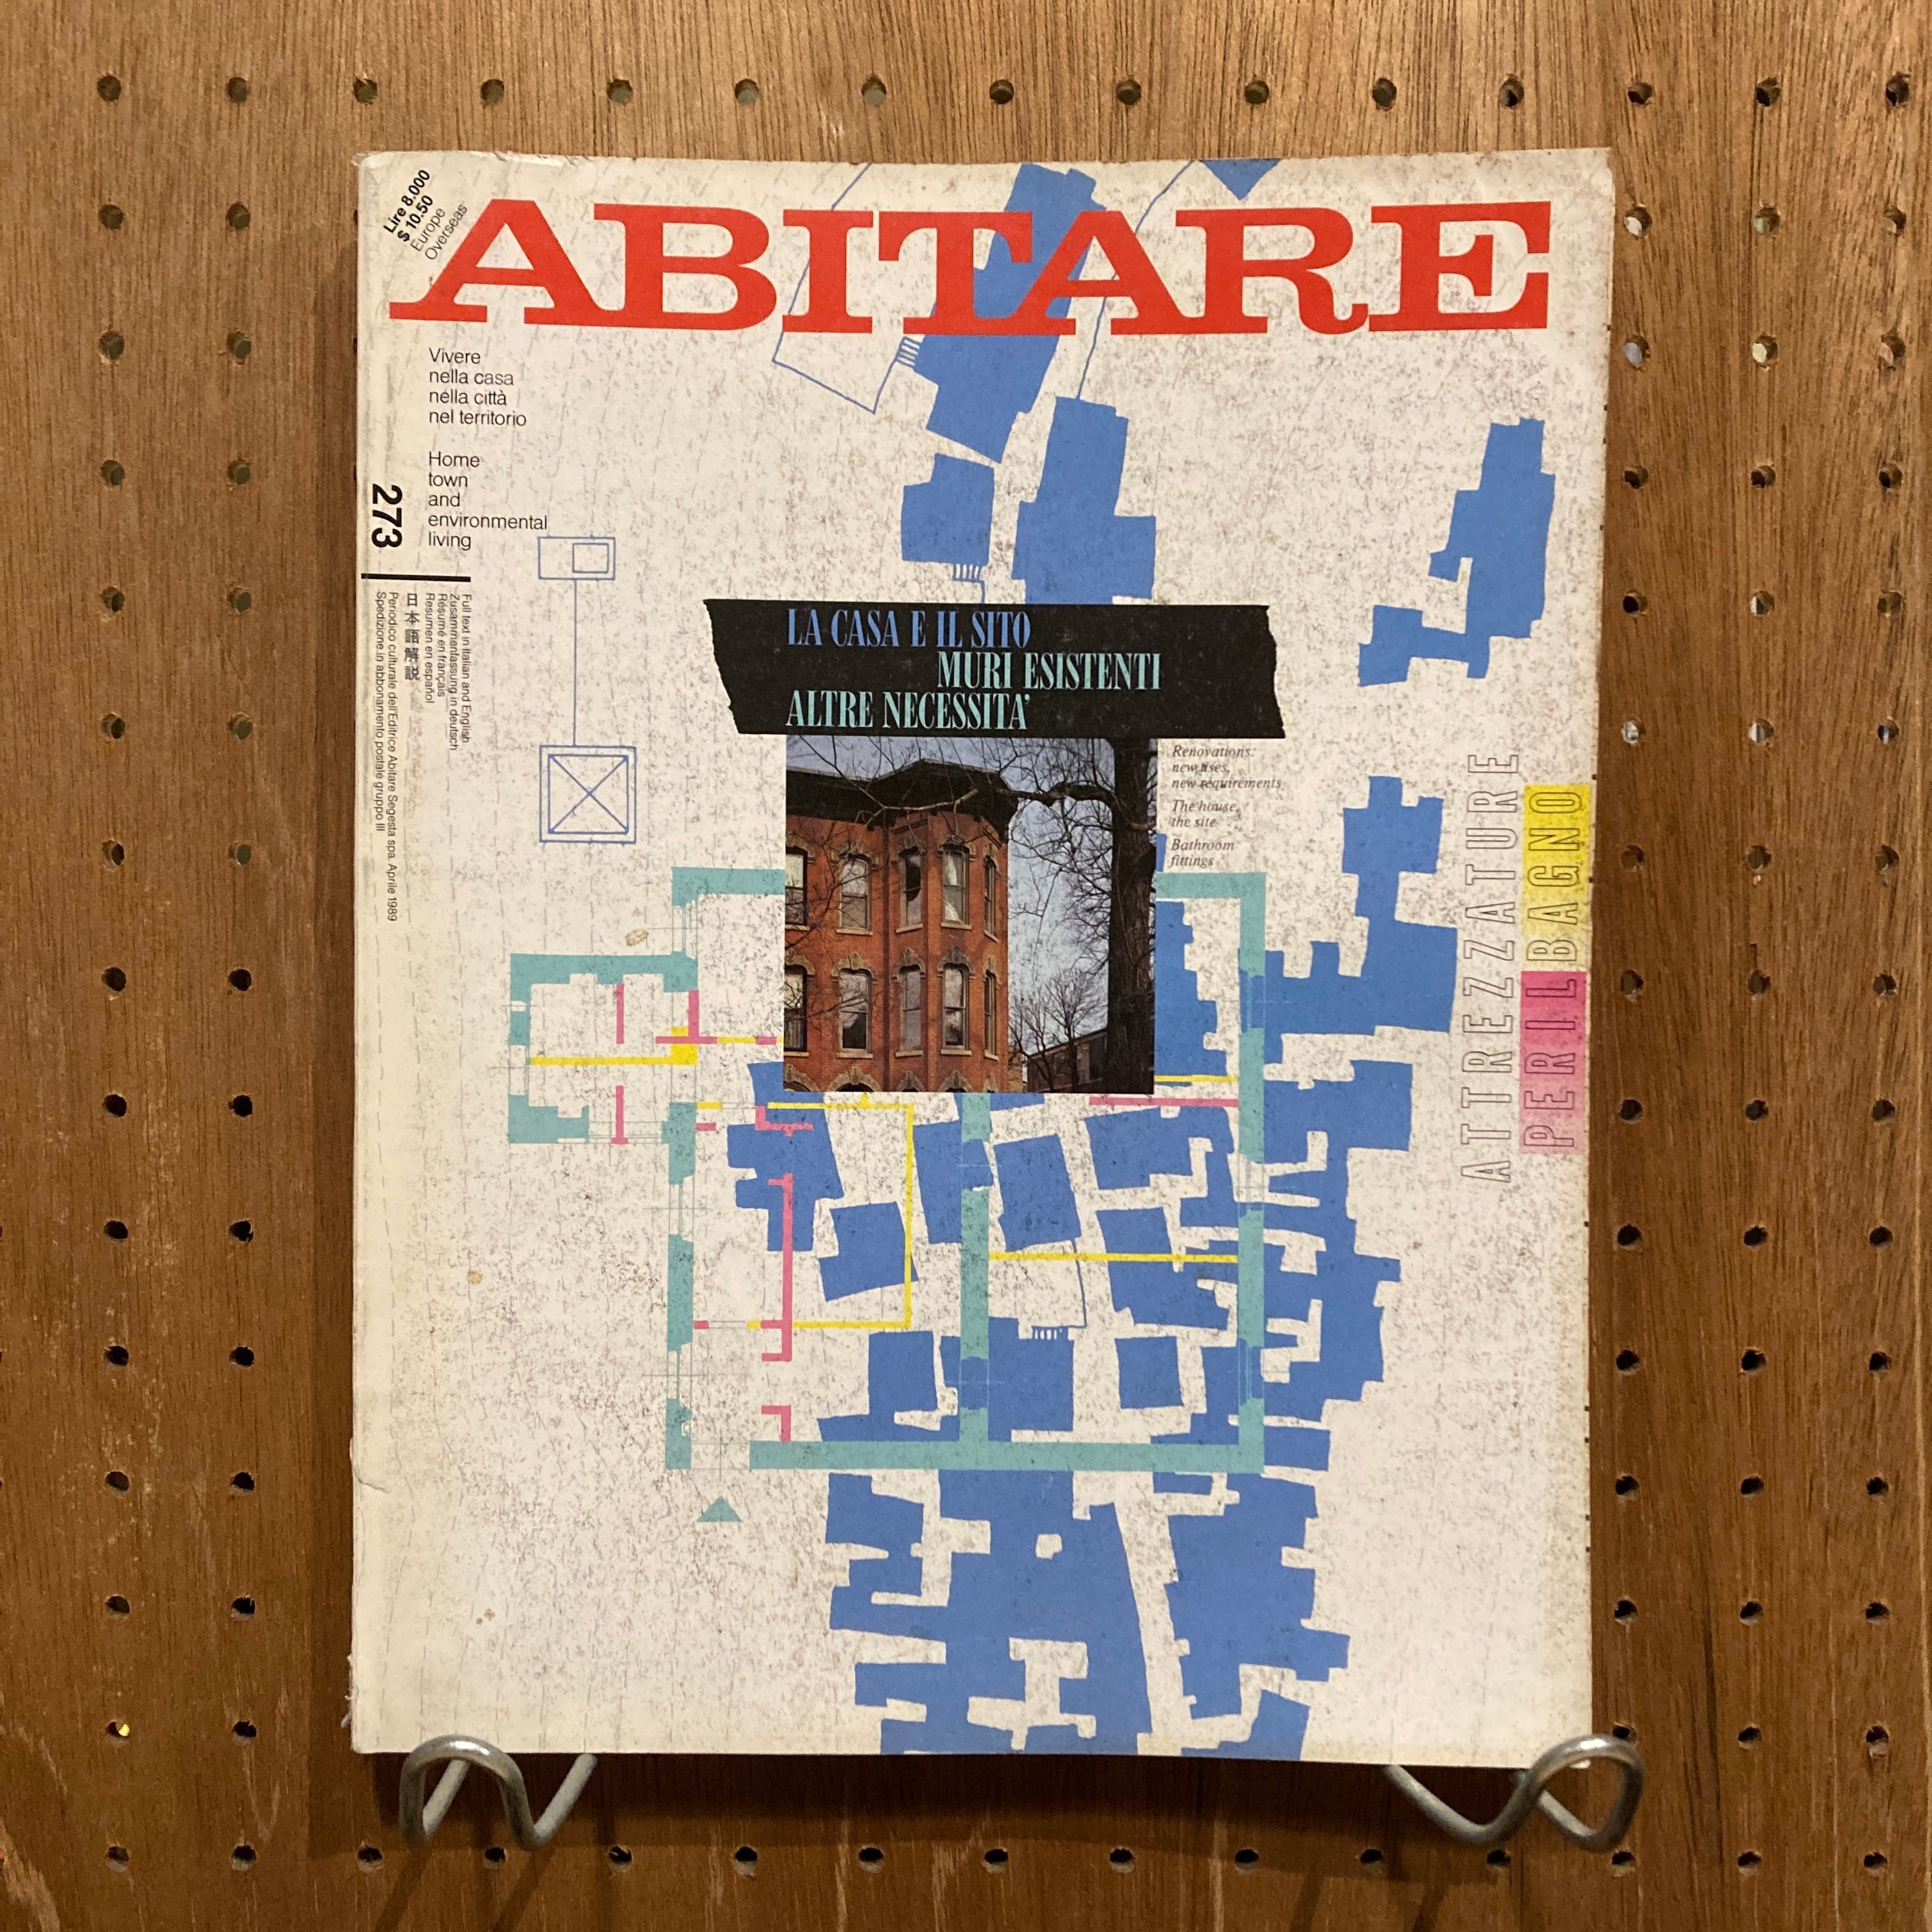 Lire 8.000
$ 10.50
Europe
Overseas
ABITARE
Vivere
nella casa
nella città
nel territorio
Home
town
and
environmental
living
273
Full text in Italian and English
Zusammenfassung in deutsch
Résumé en français
Resumen en español
日本語解説
Periodico culturale dell'Editrice Abitare Segesta spa. Aprile 1989
Spedizione in abbonamento postale gruppo III
LA CASA E IL SITO
MURI ESISTENTI
ALTRE NECESSITA'
Renovations:
new uses,
new requirements
The house,
the site
Bathroom
fittings
ATTREZZATURE
PER IL BAGNO